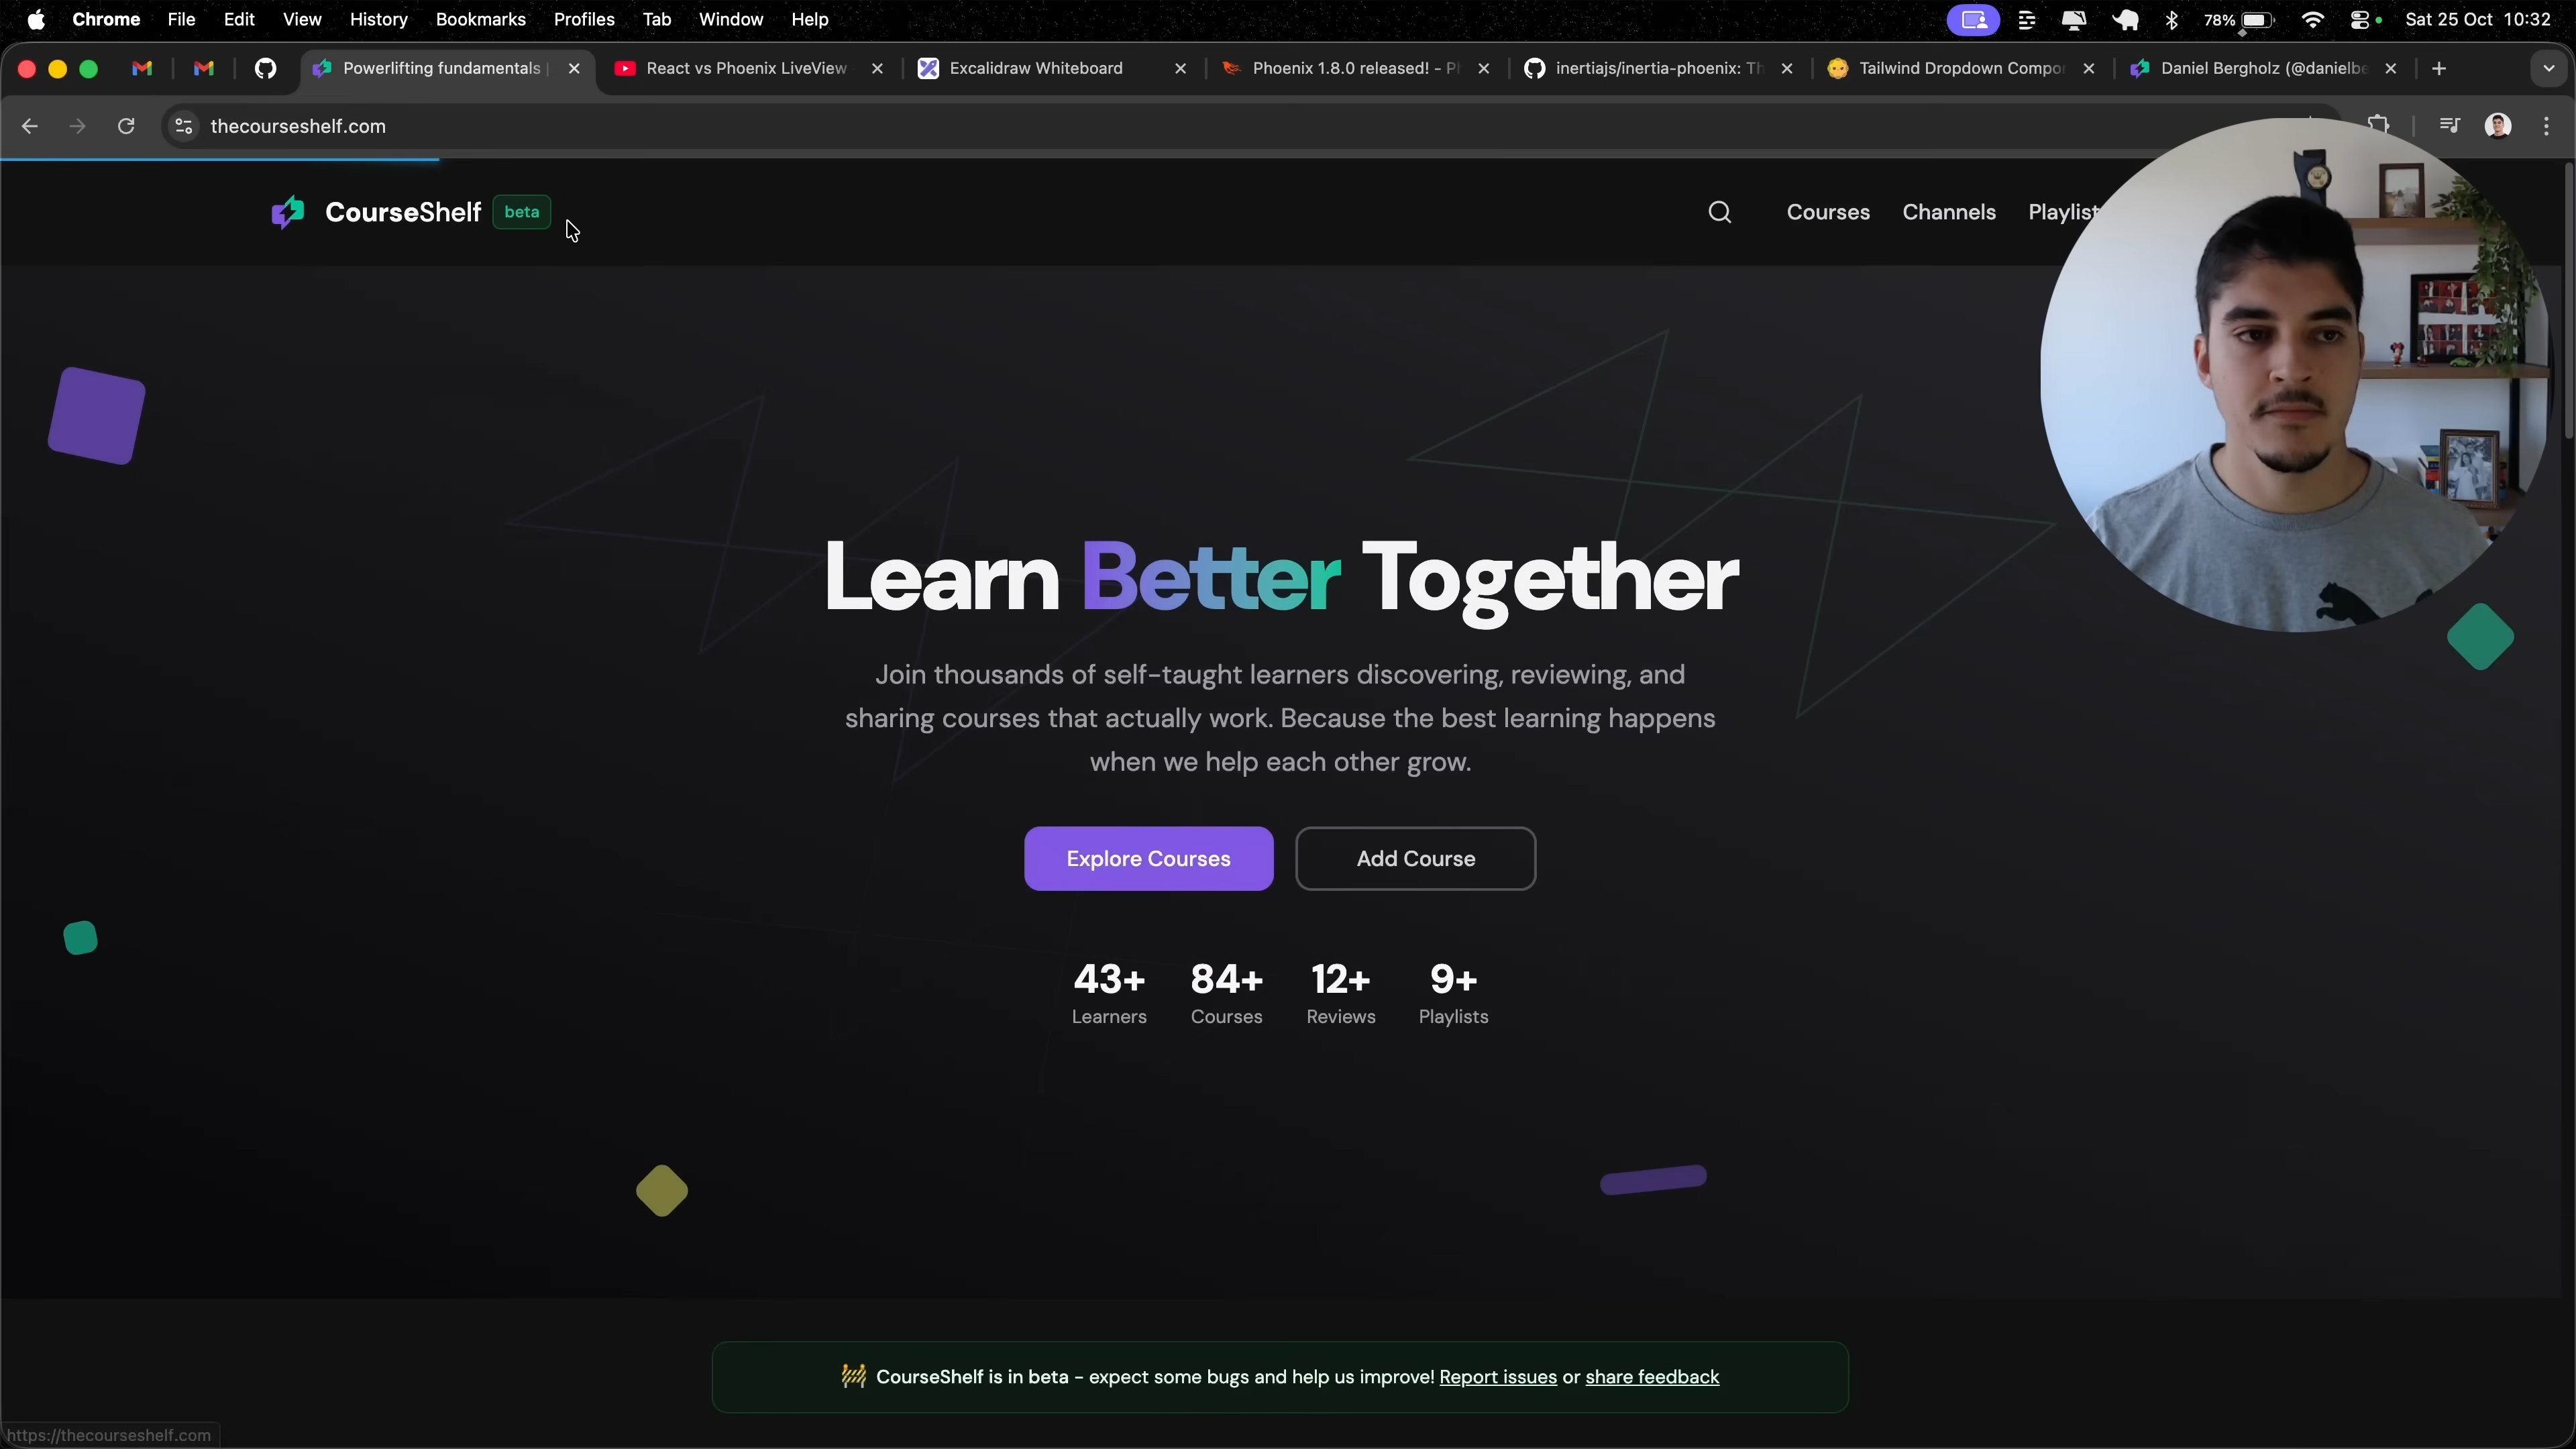 Chrome File Edit View History Bookmarks Profiles Tab Window Help 78% Sat 25 Oct 10:32
Powerlifting fundamentals | React vs Phoenix LiveView Excalidraw Whiteboard Phoenix 1.8.0 released! - Ph inertiajs/inertia-phoenix: Th Tailwind Dropdown Compo Daniel Bergholz (@danielbe
thecourseshelf.com
CourseShelf beta Courses Channels Playlist
Learn Better Together
Join thousands of self-taught learners discovering, reviewing, and
sharing courses that actually work. Because the best learning happens
when we help each other grow.
Explore Courses Add Course
43+ 84+ 12+ 9+
Learners Courses Reviews Playlists
🚧 CourseShelf is in beta - expect some bugs and help us improve! Report issues or share feedback
https://thecourseshelf.com